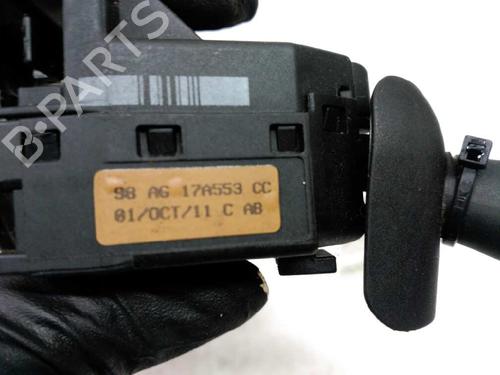 B-PARTS
98 AG 17A553 CC
01/OCT/11 C AB